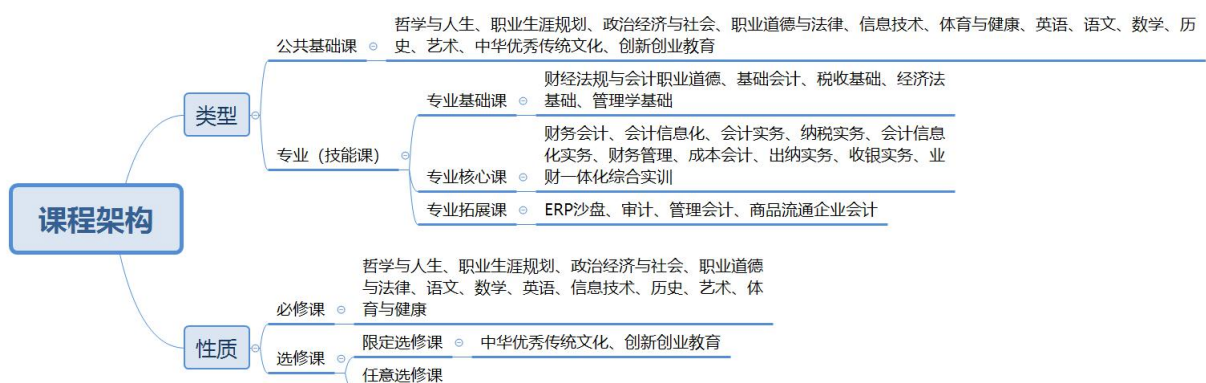 哲学与人生、职业生涯规划、政治经济与社会、职业道德与法律、信息技术、体育与健康、英语、语文、数学、历
公共基础课
史、艺术、中华优秀传统文化、创新创业教育
类型
财经法规与会计职业道德、基础会计、税收基础、经济法
专业基础课
基础、管理学基础
专业（技能课）
财务会计、会计信息化、会计实务、纳税实务、会计信息
化实务、财务管理、成本会计、出纳实务、收银实务、业
专业核心课
财一体化综合实训
专业拓展课
ERP沙盘、审计、管理会计、商品流通企业会计
课程架构
哲学与人生、职业生涯规划、政治经济与社会、职业道德
与法律、语文、数学、英语、信息技术、历史、艺术、体
必修课
育与健康
性质
选修课
限定选修课
中华优秀传统文化、创新创业教育
任意选修课